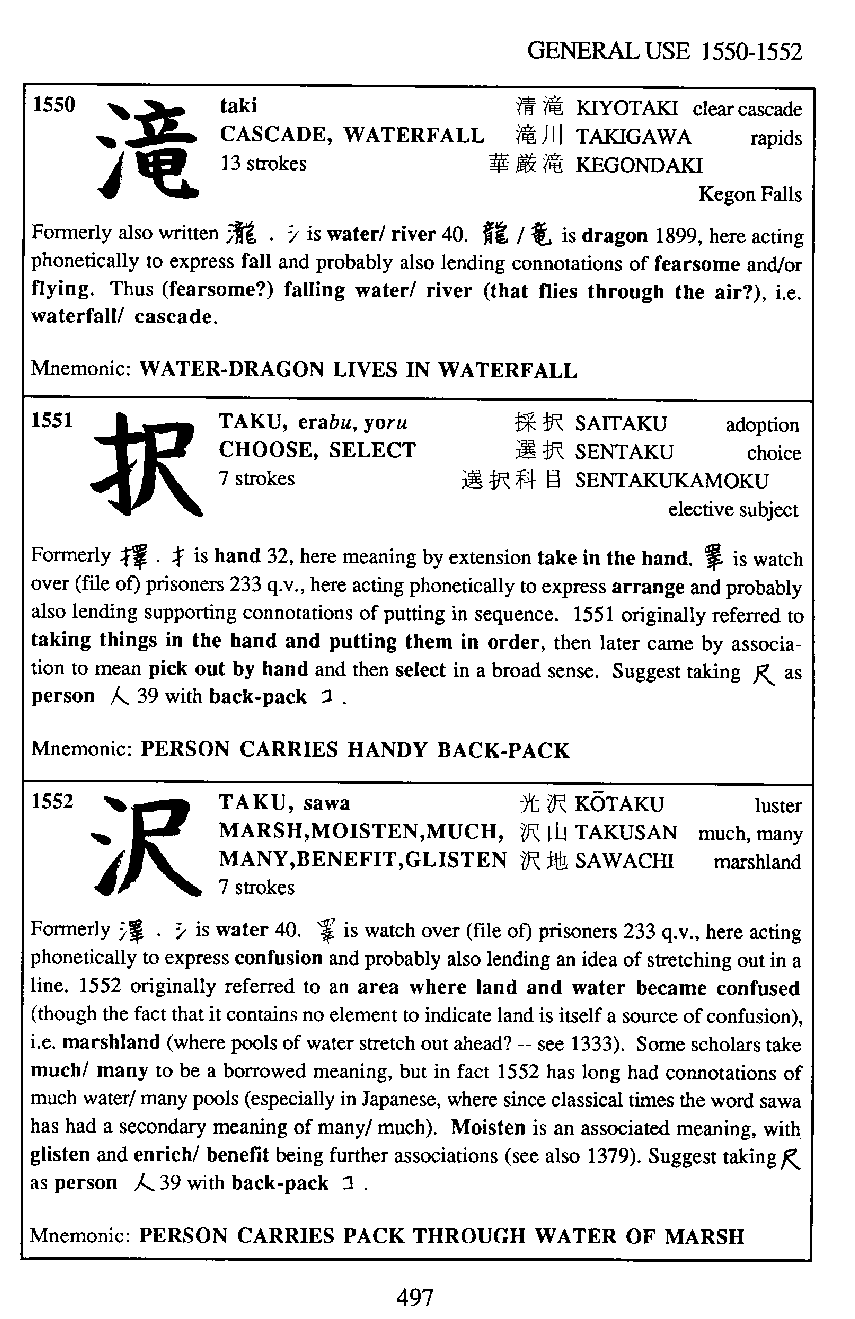 GENERAL USE 1550-1552
1550 滝 taki 清滝 KIYOTAKI clear cascade
CASCADE, WATERFALL 滝川 TAKIGAWA rapids
13 strokes 華厳滝 KEGONDAKI
Kegon Falls
Formerly also written 瀧 . 氵 is water/ river 40. 龍 / 竜 is dragon 1899, here acting
phonetically to express fall and probably also lending connotations of fearsome and/or
flying. Thus (fearsome?) falling water/ river (that flies through the air?), i.e.
waterfall/ cascade.
Mnemonic: WATER-DRAGON LIVES IN WATERFALL
1551 択 TAKU, erabu, yoru 採択 SAITAKU adoption
CHOOSE, SELECT 選択 SENTAKU choice
7 strokes 選択科目 SENTAKUKAMOKU
elective subject
Formerly 擇 . 扌 is hand 32, here meaning by extension take in the hand. 睪 is watch
over (file of) prisoners 233 q.v., here acting phonetically to express arrange and probably
also lending supporting connotations of putting in sequence. 1551 originally referred to
taking things in the hand and putting them in order, then later came by associa-
tion to mean pick out by hand and then select in a broad sense. Suggest taking 尺 as
person 人 39 with back-pack コ .
Mnemonic: PERSON CARRIES HANDY BACK-PACK
1552 沢 TAKU, sawa 光沢 KŌTAKU luster
MARSH,MOISTEN,MUCH, 沢山 TAKUSAN much, many
MANY,BENEFIT,GLISTEN 沢地 SAWACHI marshland
7 strokes
Formerly 澤 . 氵 is water 40. 睪 is watch over (file of) prisoners 233 q.v., here acting
phonetically to express confusion and probably also lending an idea of stretching out in a
line. 1552 originally referred to an area where land and water became confused
(though the fact that it contains no element to indicate land is itself a source of confusion),
i.e. marshland (where pools of water stretch out ahead? -- see 1333). Some scholars take
much/ many to be a borrowed meaning, but in fact 1552 has long had connotations of
much water/ many pools (especially in Japanese, where since classical times the word sawa
has had a secondary meaning of many/ much). Moisten is an associated meaning, with
glisten and enrich/ benefit being further associations (see also 1379). Suggest taking 尺
as person 人 39 with back-pack コ .
Mnemonic: PERSON CARRIES PACK THROUGH WATER OF MARSH
497